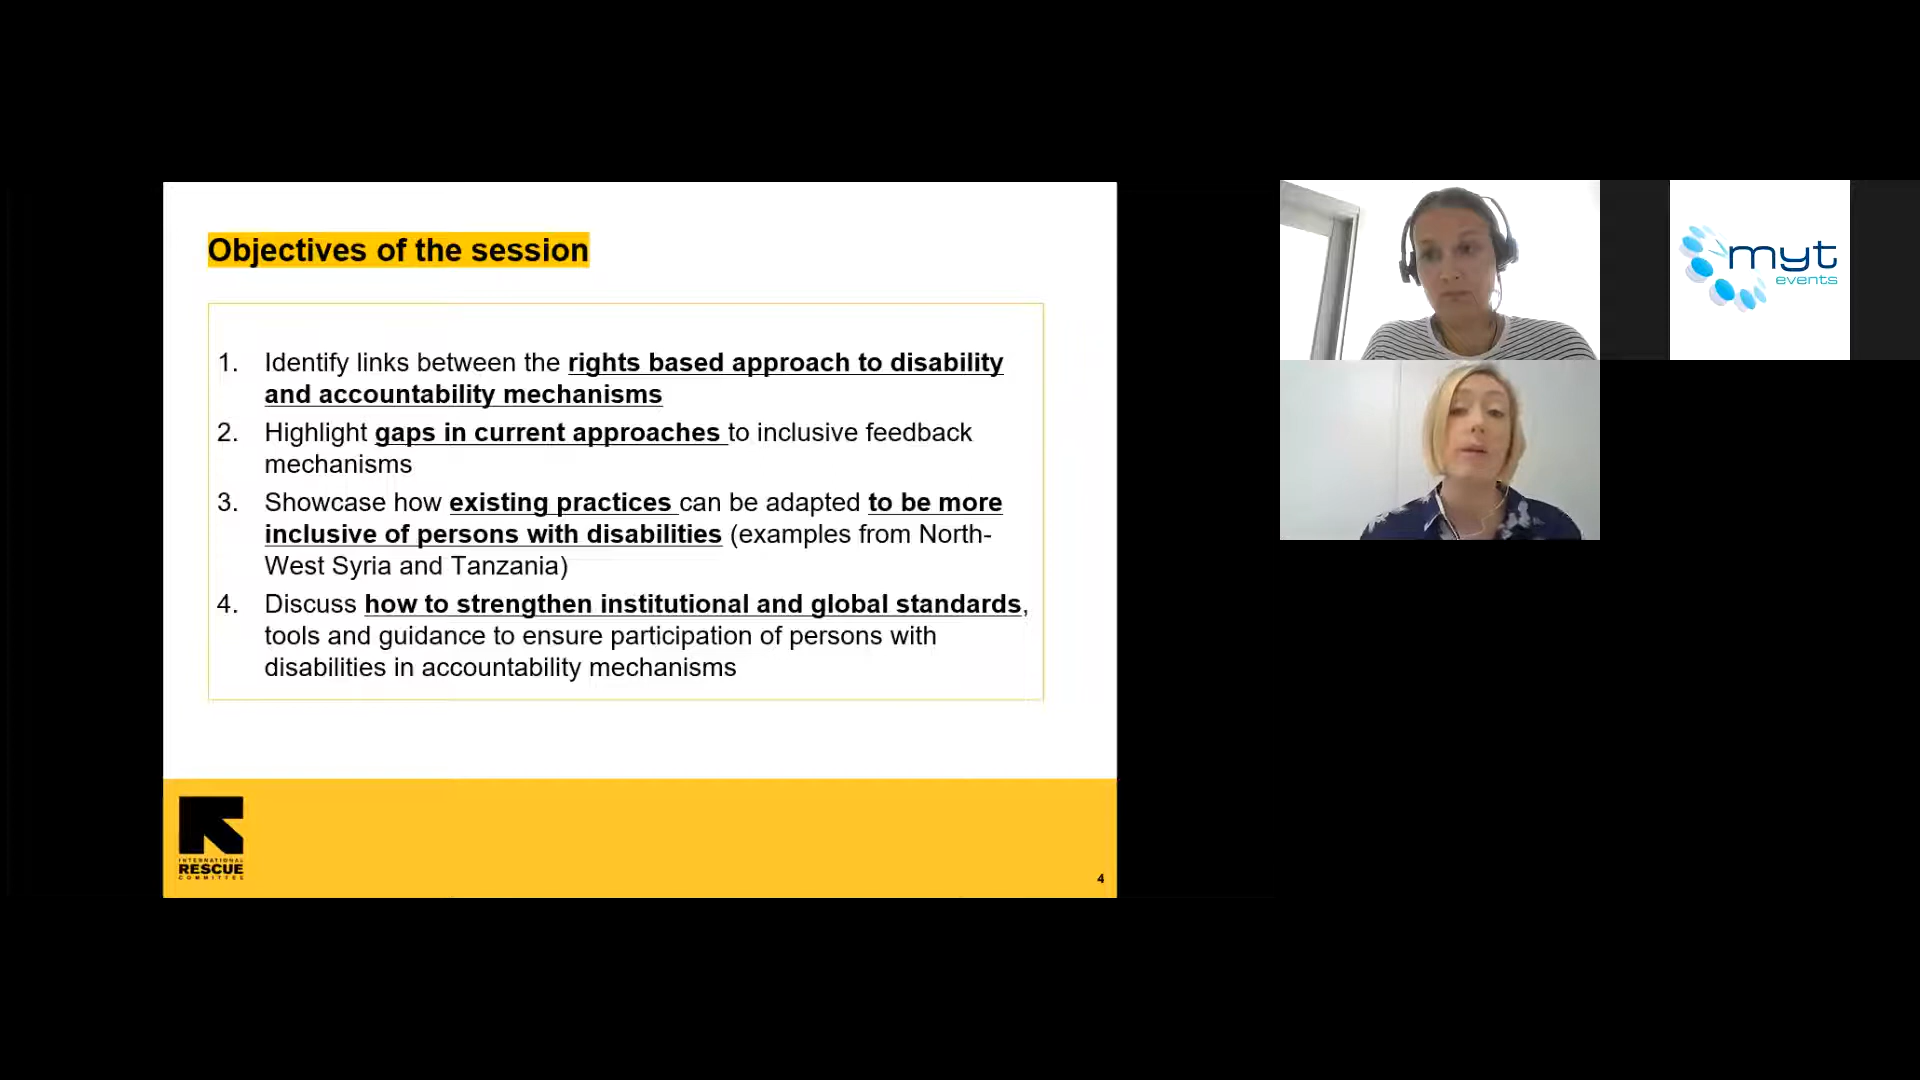 Objectives of the session
1. Identify links between the rights based approach to disability
and accountability mechanisms
2. Highlight gaps in current approaches to inclusive feedback
mechanisms
3. Showcase how existing practices can be adapted to be more
inclusive of persons with disabilities (examples from North-
West Syria and Tanzania)
4. Discuss how to strengthen institutional and global standards,
tools and guidance to ensure participation of persons with
disabilities in accountability mechanisms
INTERNATIONAL
RESCUE
COMMITTEE
4
myt
events